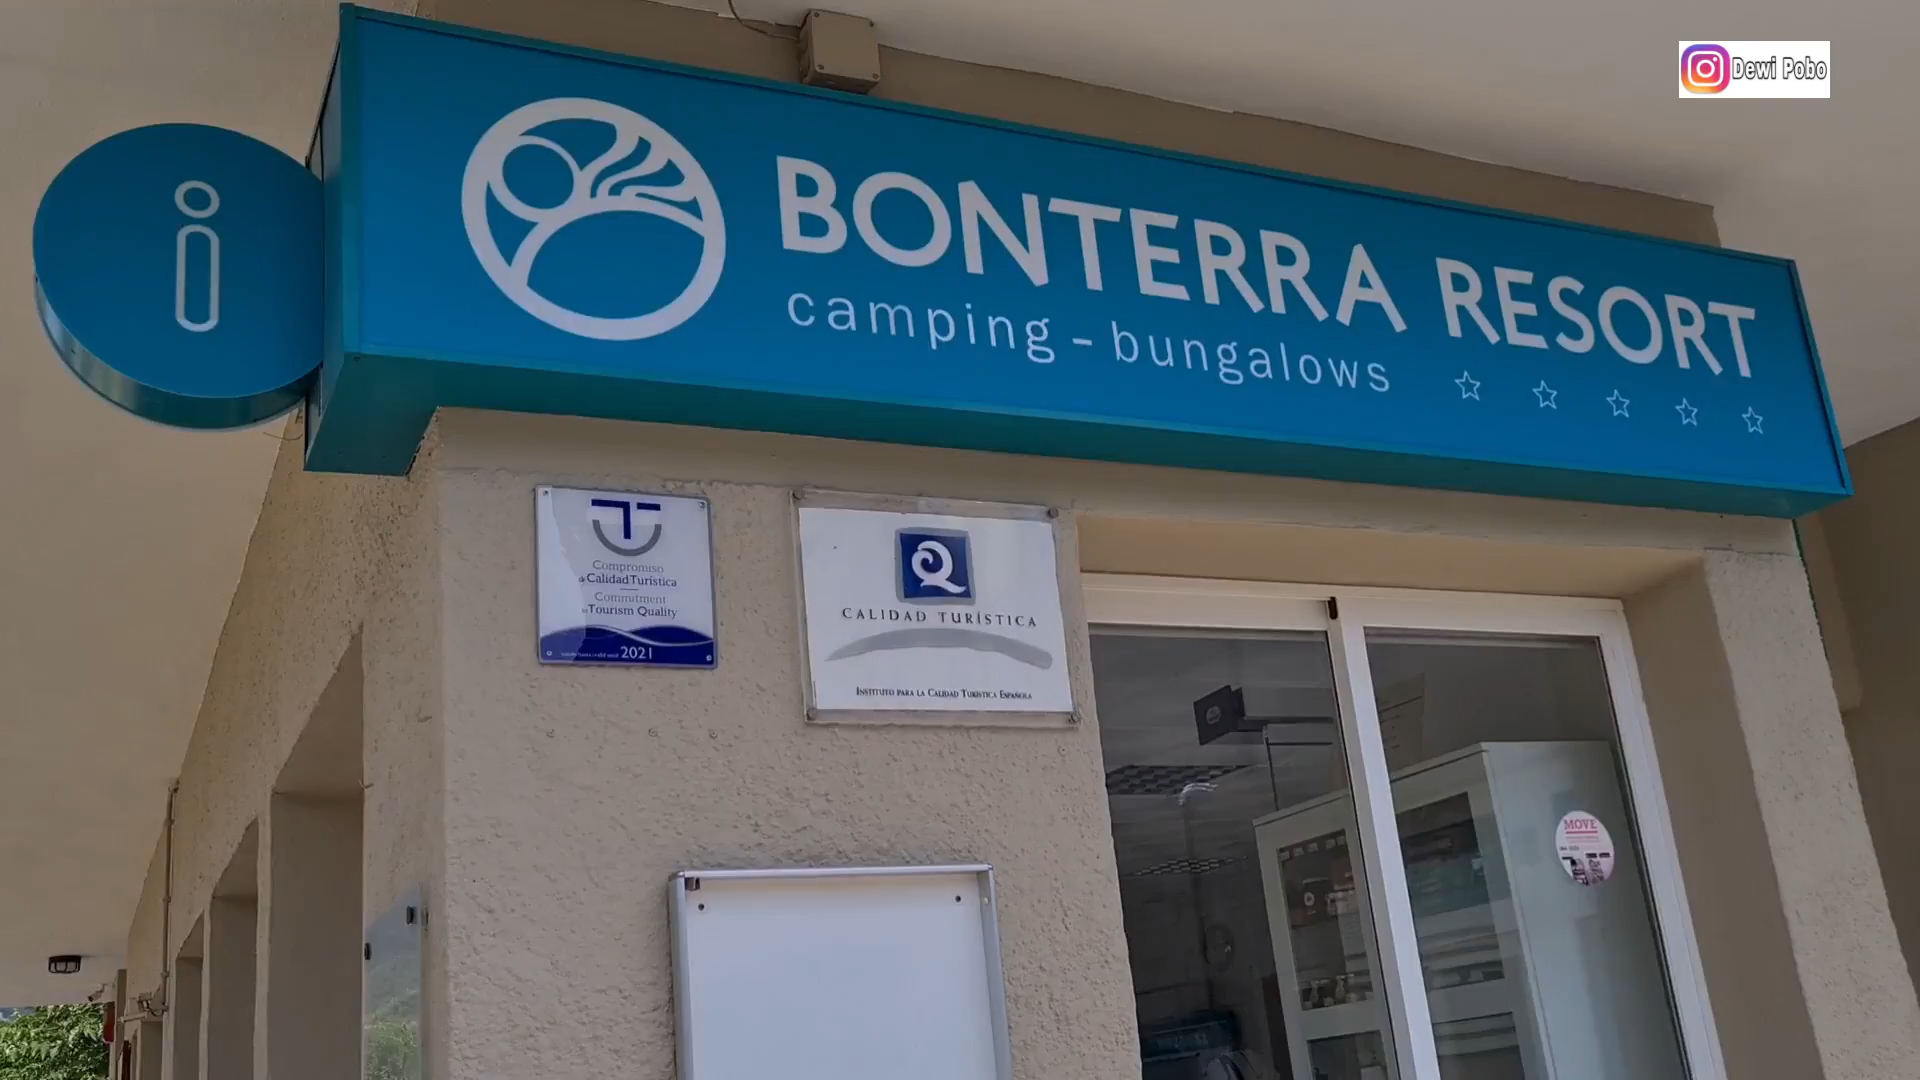 Dewi Pobo
i
BONTERRA RESORT
camping - bungalows
Compromiso
de Calidad Turística
Commitment
to Tourism Quality
2021
Q
CALIDAD TURÍSTICA
INSTITUTO PARA LA CALIDAD TURÍSTICA ESPAÑOLA
MOVE